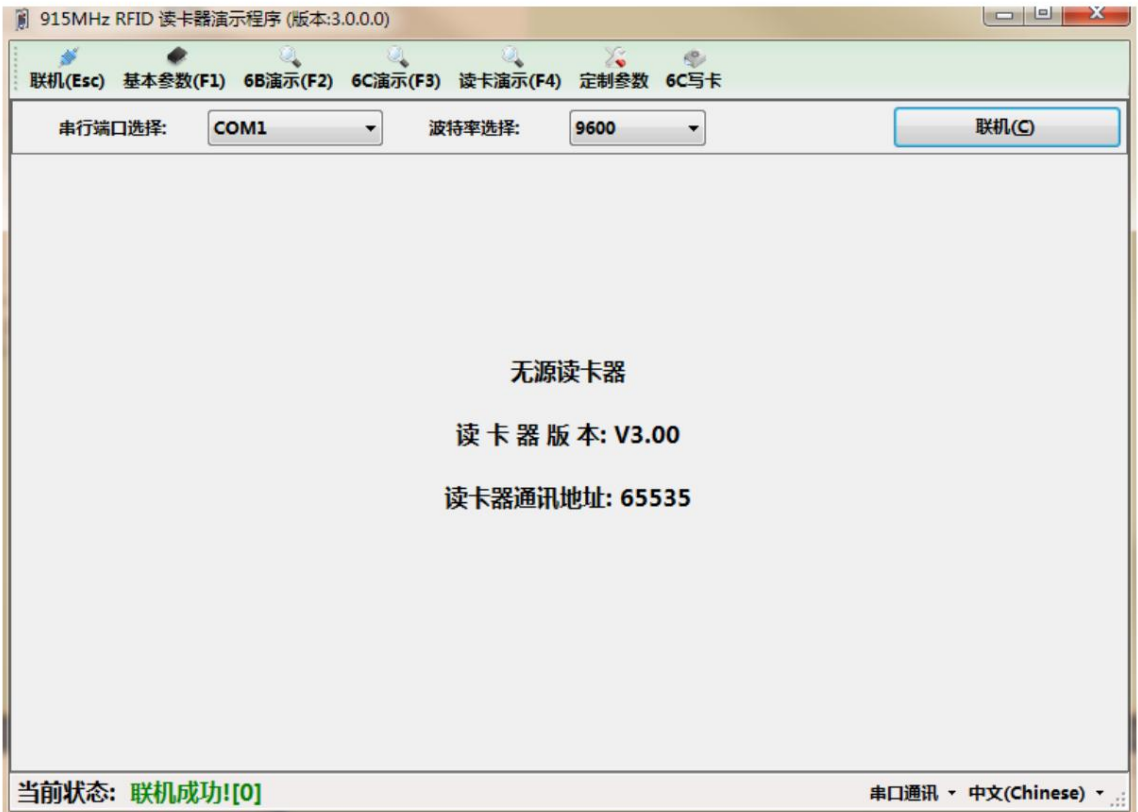 915MHz RFID 读卡器演示程序 (版本:3.0.0.0)
联机(Esc) 基本参数(F1) 6B演示(F2) 6C演示(F3) 读卡演示(F4) 定制参数 6C写卡
串行端口选择: COM1 波特率选择: 9600 联机(C)
无源读卡器
读 卡 器 版 本: V3.00
读卡器通讯地址: 65535
当前状态: 联机成功![0] 串口通讯 中文(Chinese)